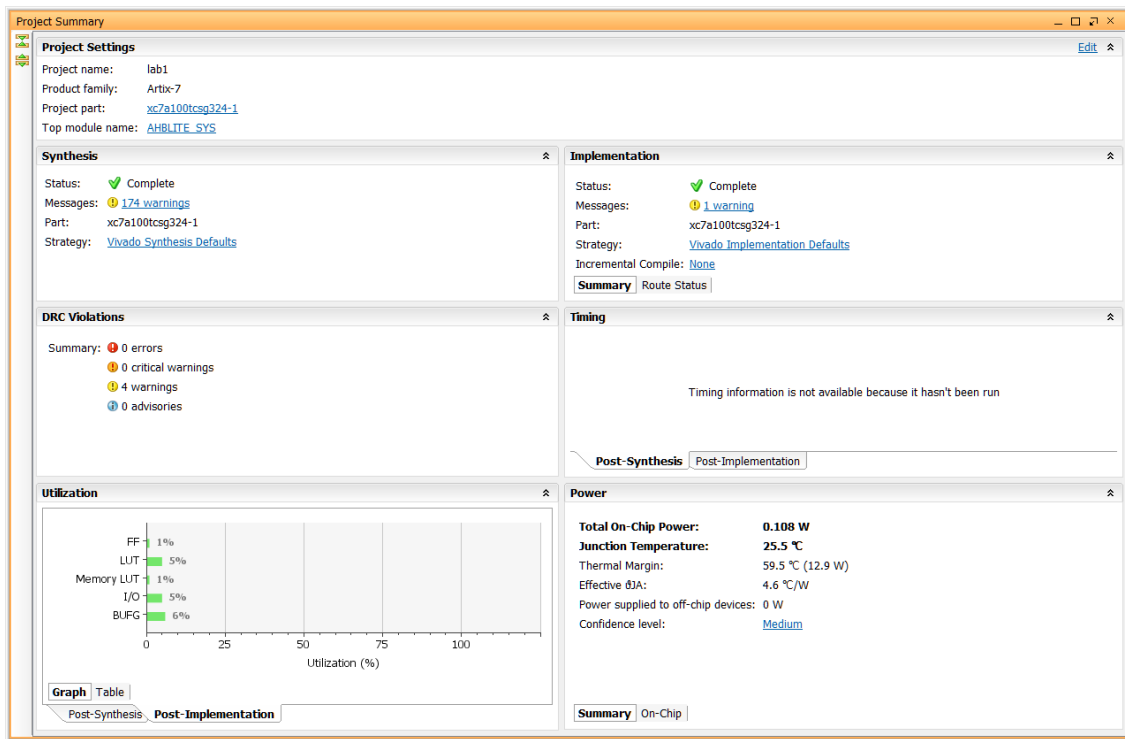 Project Summary
Project Settings
Edit
Project name: lab1
Product family: Artix-7
Project part: xc7a100tcsg324-1
Top module name: AHBLITE_SYS
Synthesis
Status: Complete
Messages: 174 warnings
Part: xc7a100tcsg324-1
Strategy: Vivado Synthesis Defaults
Implementation
Status: Complete
Messages: 1 warning
Part: xc7a100tcsg324-1
Strategy: Vivado Implementation Defaults
Incremental Compile: None
Summary Route Status
DRC Violations
Summary: 0 errors
0 critical warnings
4 warnings
0 advisories
Timing
Timing information is not available because it hasn't been run
Post-Synthesis Post-Implementation
Utilization
FF 1%
LUT 5%
Memory LUT 1%
I/O 5%
BUFG 6%
0 25 50 75 100
Utilization (%)
Graph Table
Post-Synthesis Post-Implementation
Power
Total On-Chip Power: 0.108 W
Junction Temperature: 25.5 °C
Thermal Margin: 59.5 °C (12.9 W)
Effective ϑJA: 4.6 °C/W
Power supplied to off-chip devices: 0 W
Confidence level: Medium
Summary On-Chip